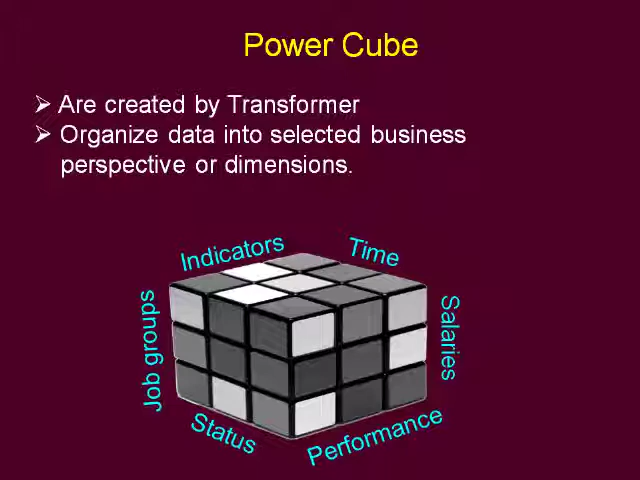 Power Cube
➢ Are created by Transformer
➢ Organize data into selected business
perspective or dimensions.
Indicators
Time
Job groups
Salaries
Status
Performance